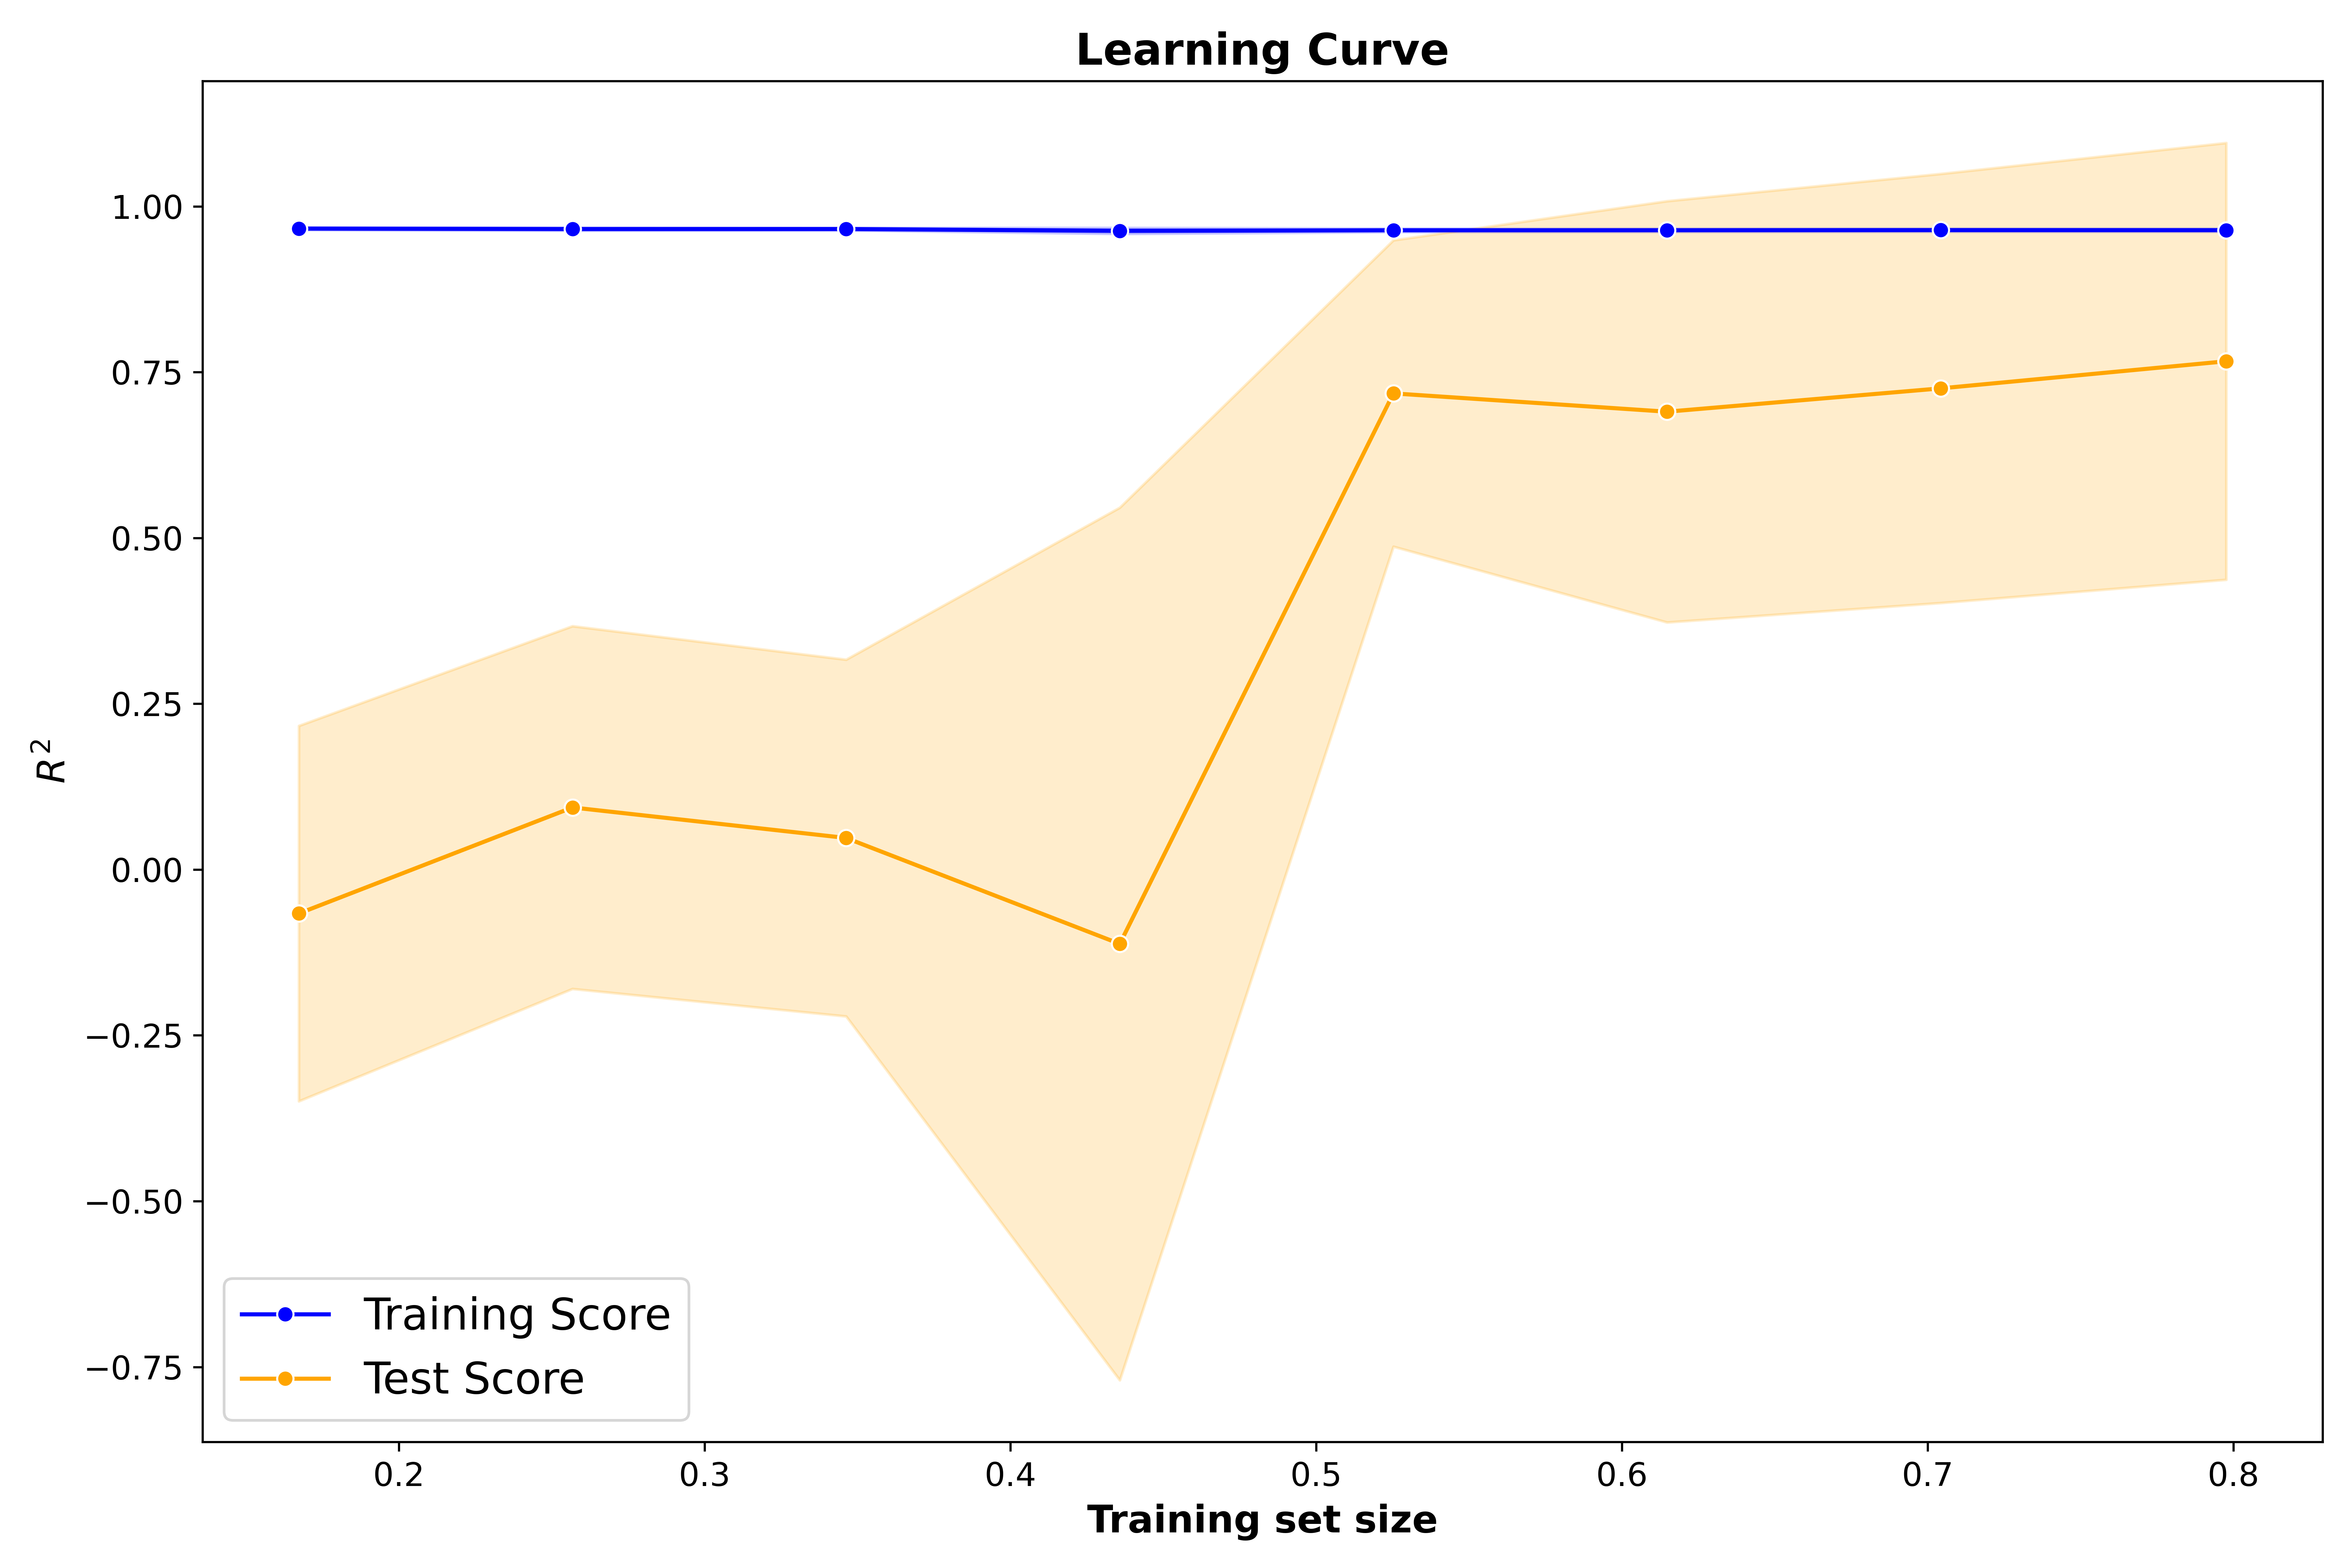 Learning Curve
1.00
0.75
0.50
0.25
0.00
−0.25
−0.50
−0.75
R²
Training Score
Test Score
0.2 0.3 0.4 0.5 0.6 0.7 0.8
Training set size